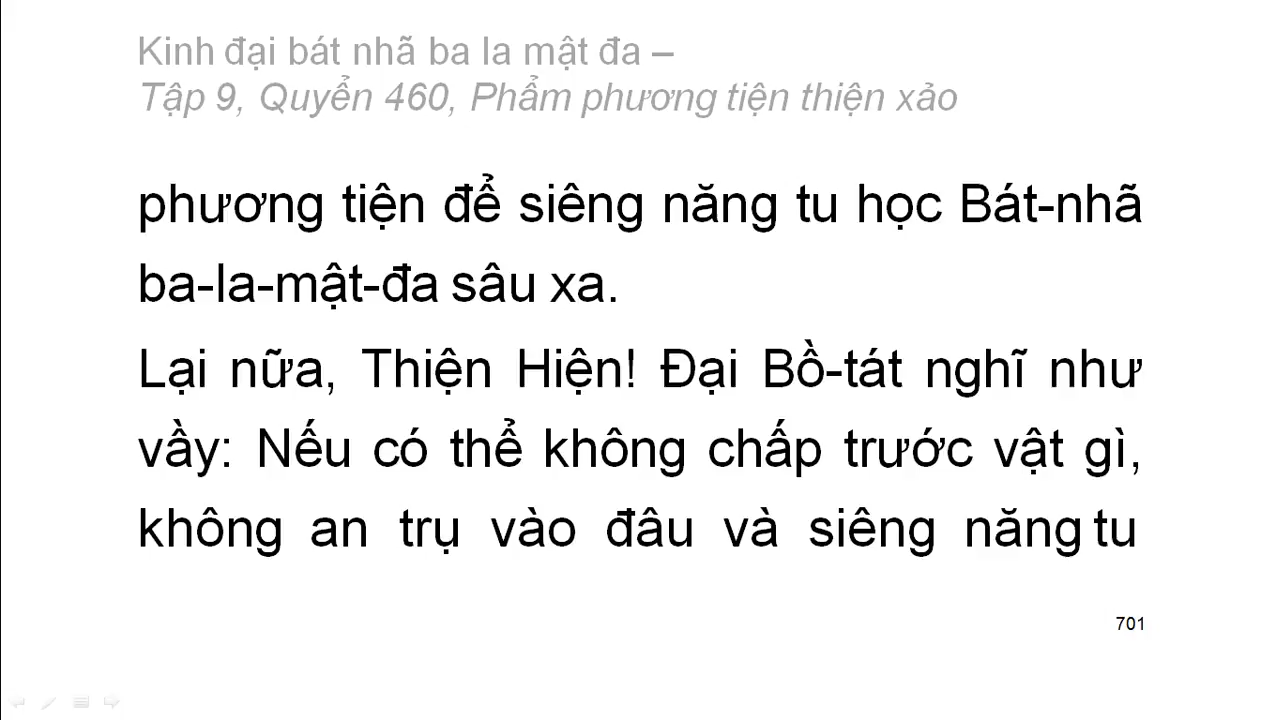 Kinh đại bát nhã ba la mật đa –
Tập 9, Quyển 460, Phẩm phương tiện thiện xảo
phương tiện để siêng năng tu học Bát-nhã
ba-la-mật-đa sâu xa.
Lại nữa, Thiện Hiện! Đại Bồ-tát nghĩ như
vầy: Nếu có thể không chấp trước vật gì,
không an trụ vào đâu và siêng năng tu
701